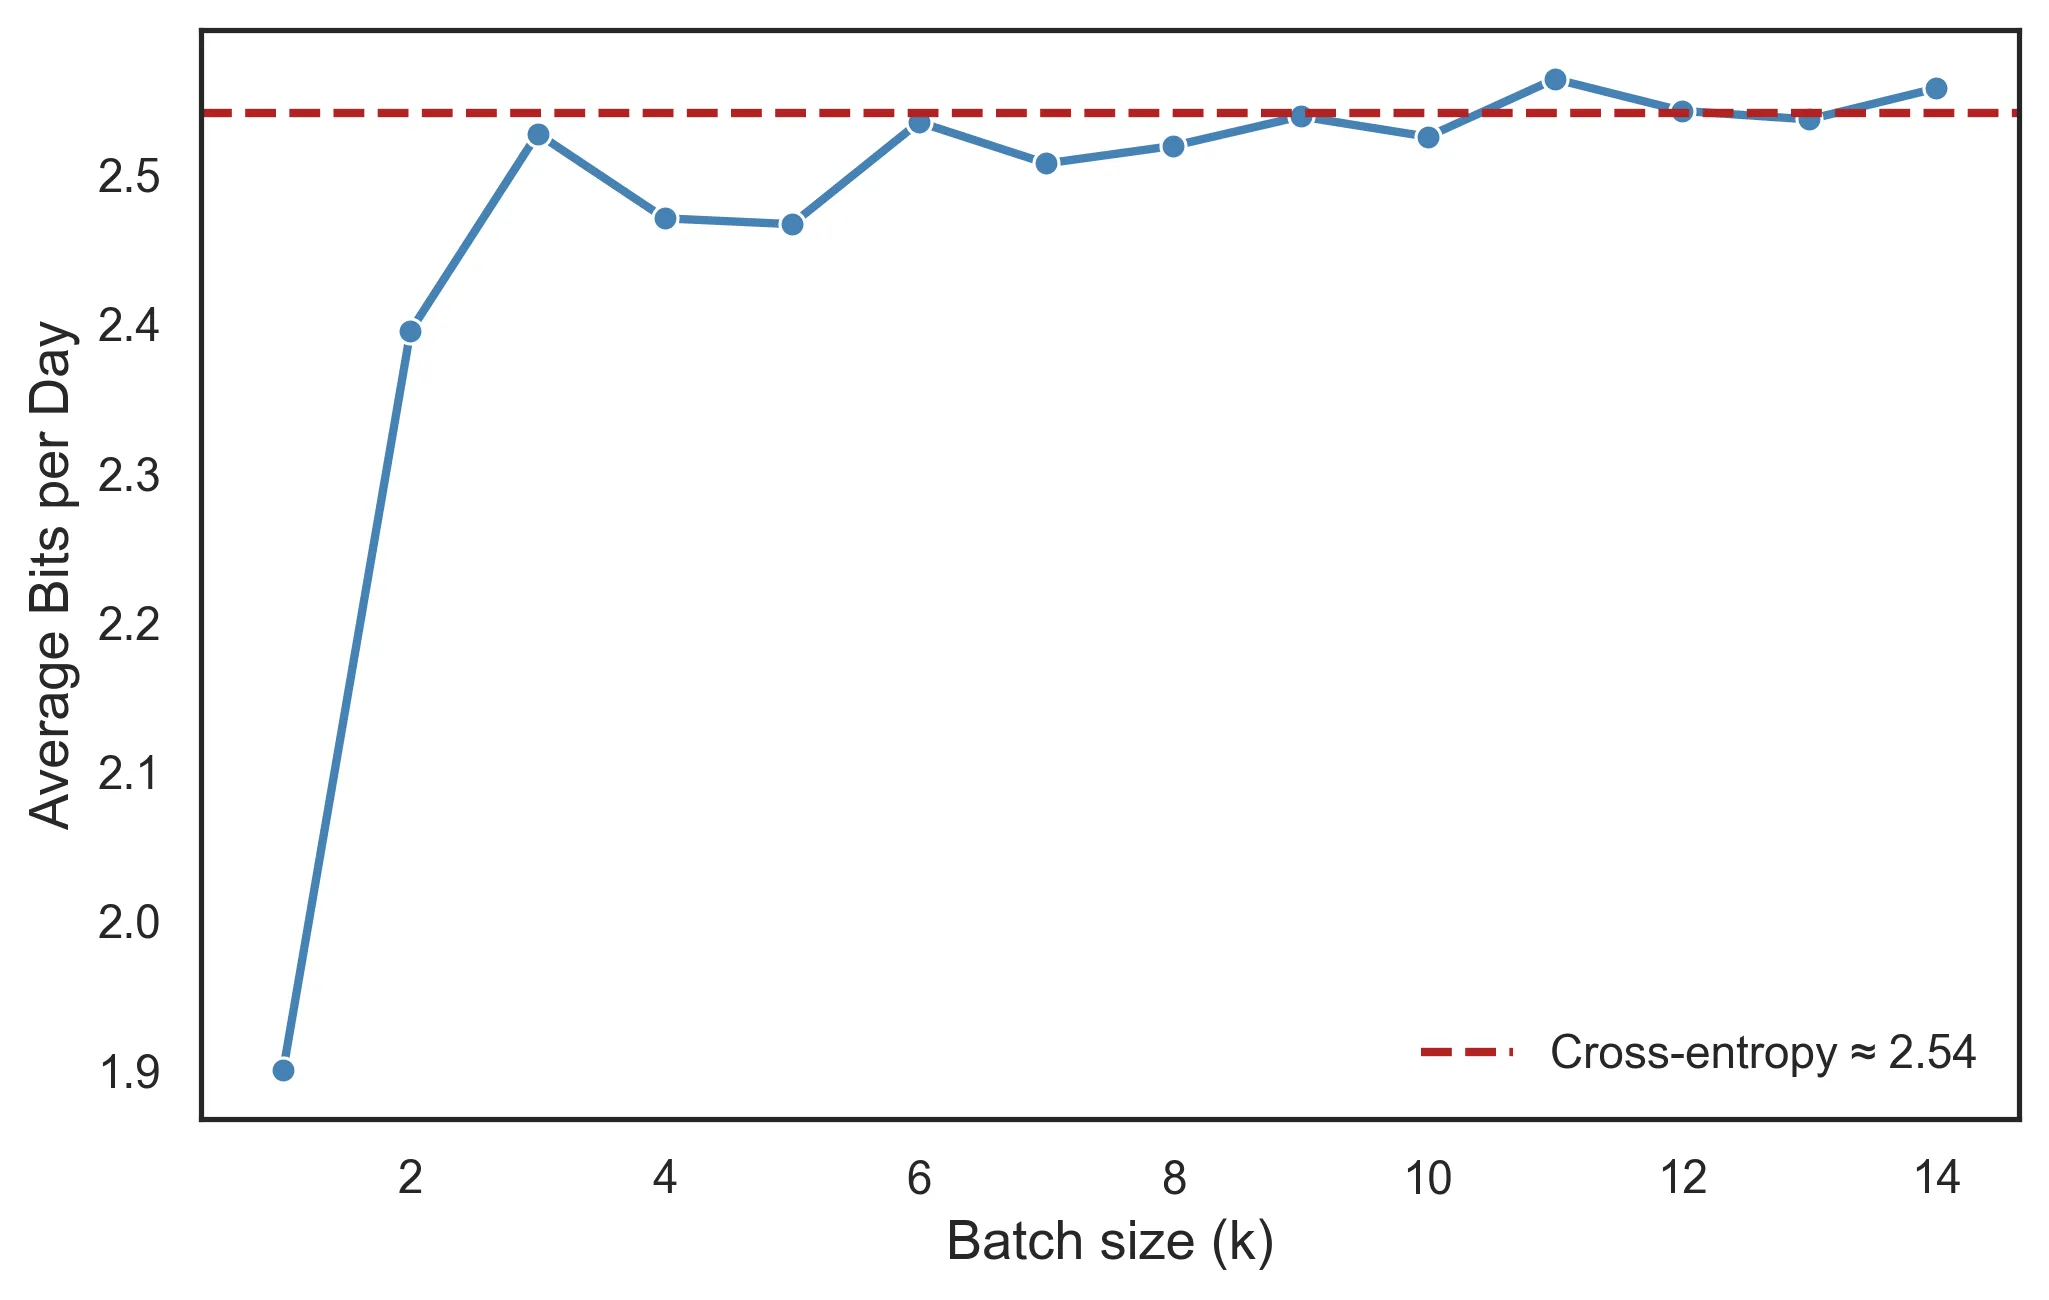 Average Bits per Day
2.5
2.4
2.3
2.2
2.1
2.0
1.9
Cross-entropy ≈ 2.54
2 4 6 8 10 12 14
Batch size (k)